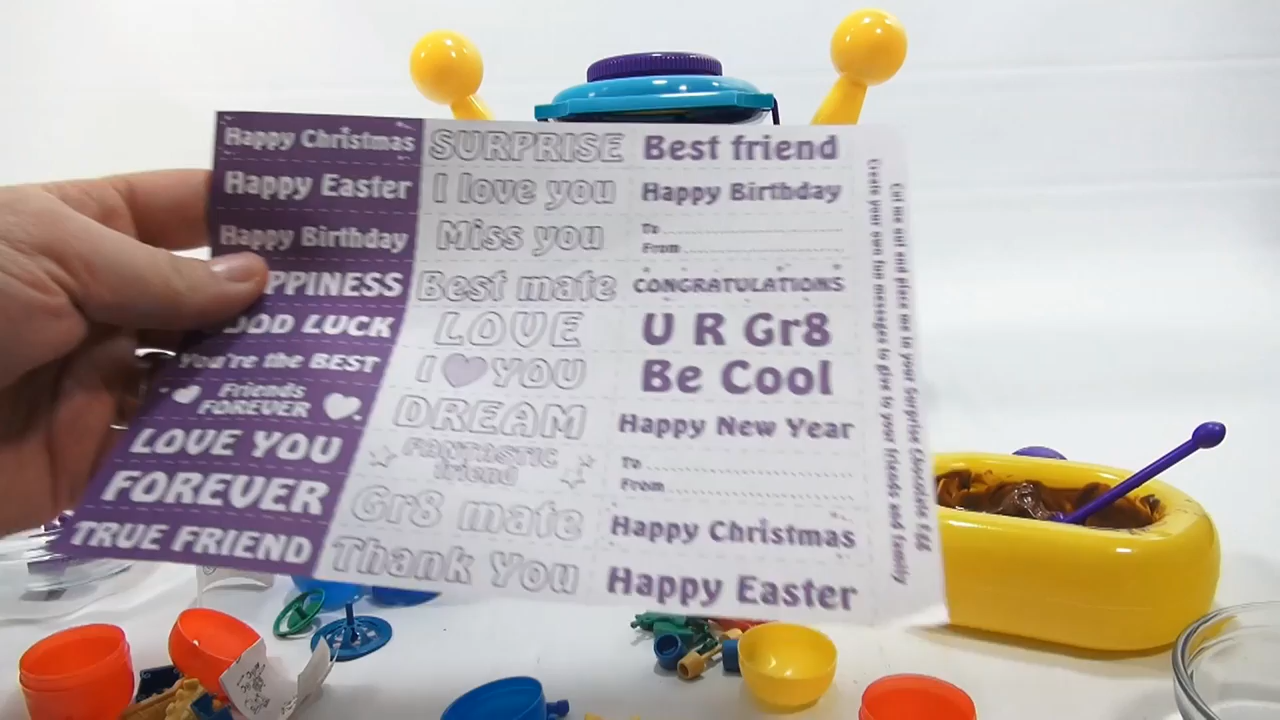 Happy Christmas
Happy Easter
Happy Birthday
PPINESS
OOD LUCK
You're the BEST
Friends
FOREVER
LOVE YOU
FOREVER
TRUE FRIEND
SURPRISE
I love you
Miss you
Best mate
LOVE
I ♥ YOU
DREAM
FANTASTIC
friend
Gr8 mate
Thank You
Best friend
Happy Birthday
To
From
CONGRATULATIONS
U R Gr8
Be Cool
Happy New Year
To
From
Happy Christmas
Happy Easter
Cut me out and place me in your Surprise Chocolate Egg
Create your own fun messages to give to your friends and family